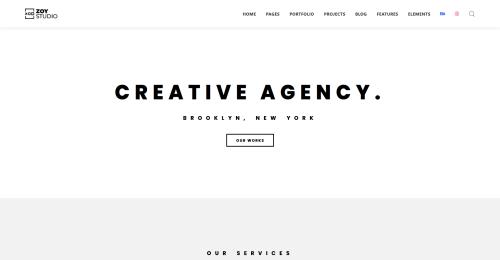 ZOY
STUDIO
HOME PAGES PORTFOLIO PROJECTS BLOG FEATURES ELEMENTS
CREATIVE AGENCY.
BROOKLYN, NEW YORK
OUR WORKS
OUR SERVICES